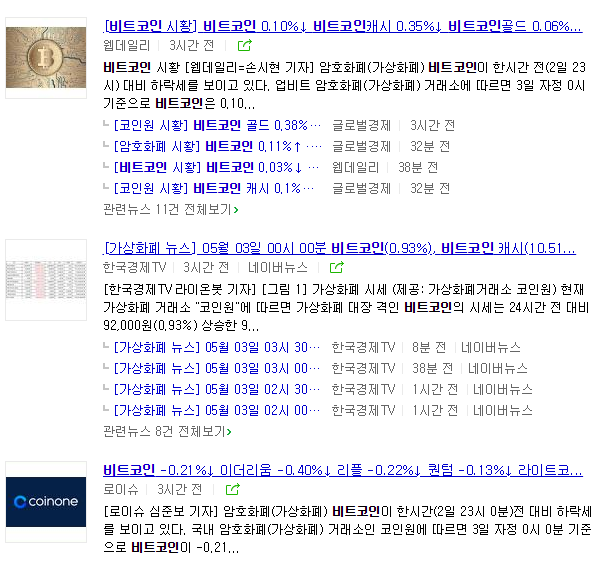 [비트코인 시황] 비트코인 0.10%↓ 비트코인캐시 0.35%↓ 비트코인골드 0.06%...
웹데일리 3시간 전
비트코인 시황 [웹데일리=손시현 기자] 암호화폐(가상화폐) 비트코인이 한시간 전(2일 23
시) 대비 하락세를 보이고 있다. 업비트 암호화폐(가상화폐) 거래소에 따르면 3일 자정 0시
기준으로 비트코인은 0.10...
[코인원 시황] 비트코인 골드 0.38%… 글로벌경제 3시간 전
[암호화폐 시황] 비트코인 0.11%↑ … 글로벌경제 32분 전
[비트코인 시황] 비트코인 0.03%↓ … 웹데일리 38분 전
[코인원 시황] 비트코인 캐시 0.1%… 글로벌경제 32분 전
관련뉴스 11건 전체보기
[가상화폐 뉴스] 05월 03일 00시 00분 비트코인(0.93%), 비트코인 캐시(10.51...
한국경제TV 3시간 전 네이버뉴스
[한국경제TV 라이온봇 기자] [그림 1] 가상화폐 시세 (제공: 가상화폐거래소 코인원) 현재
가상화폐 거래소 "코인원"에 따르면 가상화폐 대장 격인 비트코인의 시세는 24시간 전 대비
92,000원(0.93%) 상승한 9...
[가상화폐 뉴스] 05월 03일 03시 30… 한국경제TV 8분 전 네이버뉴스
[가상화폐 뉴스] 05월 03일 03시 00… 한국경제TV 38분 전 네이버뉴스
[가상화폐 뉴스] 05월 03일 02시 30… 한국경제TV 1시간 전 네이버뉴스
[가상화폐 뉴스] 05월 03일 02시 00… 한국경제TV 1시간 전 네이버뉴스
관련뉴스 8건 전체보기
비트코인 -0.21%↓ 이더리움 -0.40%↓ 리플 -0.22%↓ 퀀텀 -0.13%↓ 라이트코...
로이슈 3시간 전
coinone
[로이슈 심준보 기자] 암호화폐(가상화폐) 비트코인이 한시간(2일 23시 0분)전 대비 하락세
를 보이고 있다. 국내 암호화폐(가상화폐) 거래소인 코인원에 따르면 3일 자정 0시 0분 기준
으로 비트코인이 -0.21...